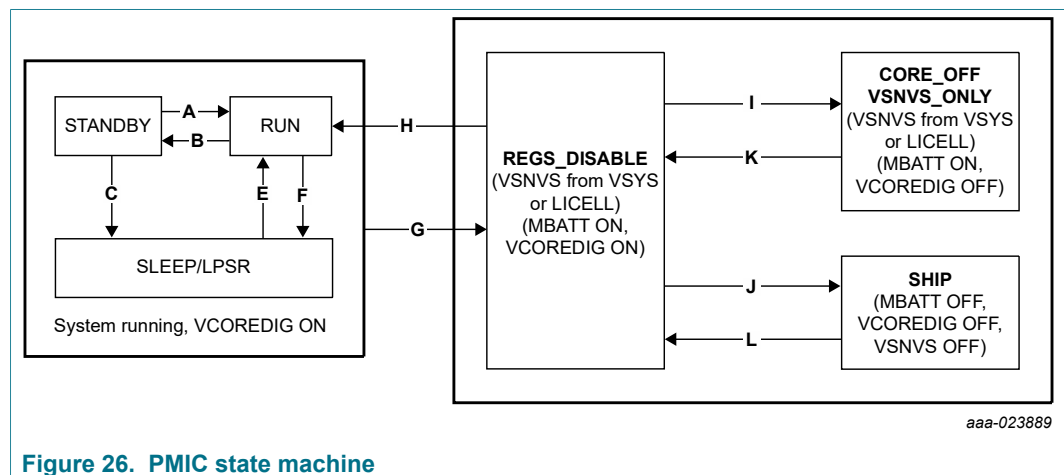 STANDBY
A
B
RUN
C
E
F
SLEEP/LPSR
System running, VCOREDIG ON
H
G
REGS_DISABLE
(VSNVS from VSYS
or LICELL)
(MBATT ON,
VCOREDIG ON)
I
K
J
L
CORE_OFF
VSNVS_ONLY
(VSNVS from VSYS
or LICELL)
(MBATT ON,
VCOREDIG OFF)
SHIP
(MBATT OFF,
VCOREDIG OFF,
VSNVS OFF)
aaa-023889
Figure 26. PMIC state machine